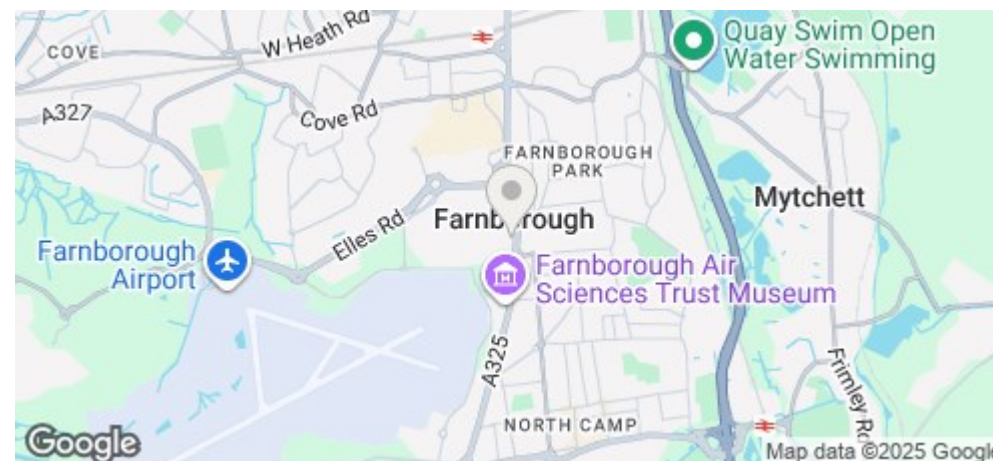 W Heath Rd
COVE
Quay Swim Open
Water Swimming
A327
Cove Rd
FARNBOROUGH
PARK
Mytchett
Farnborough
Elles Rd
Farnborough
Airport
Farnborough Air
Sciences Trust Museum
A325
Frimley Rd
NORTH CAMP
Google
Map data ©2025 Google